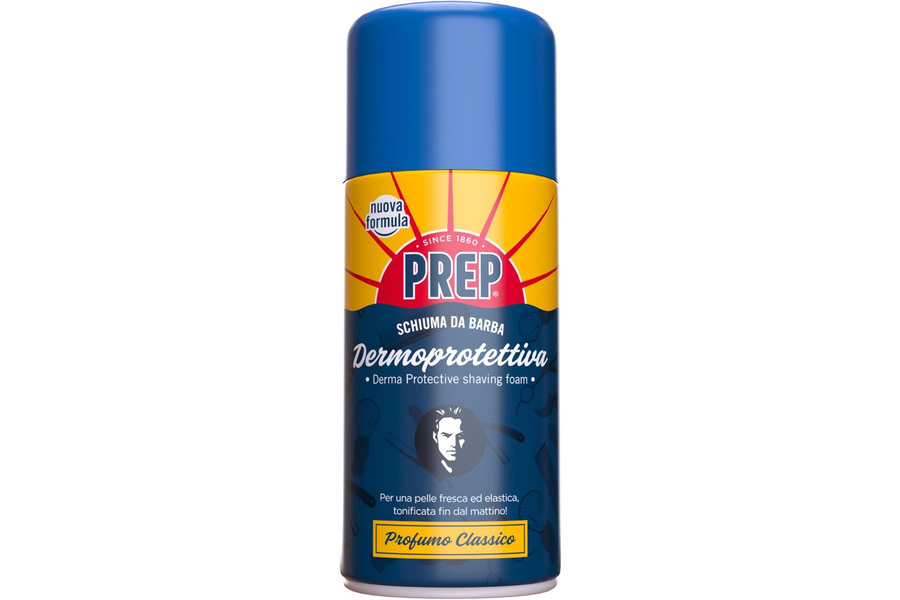 nuova
formula
• SINCE 1860 •
PREP®
SCHIUMA DA BARBA
Dermoprotettiva
• Derma Protective shaving foam •
Per una pelle fresca ed elastica,
tonificata fin dal mattino!
Profumo Classico